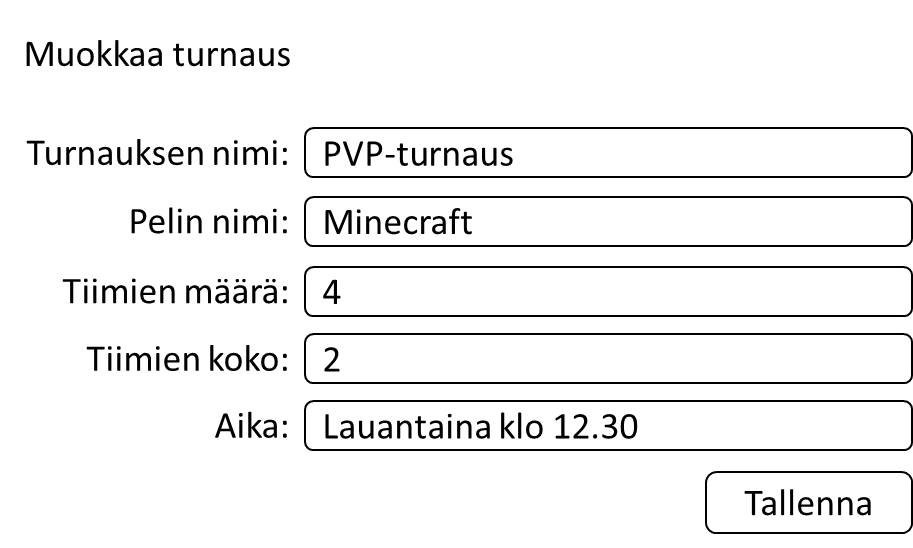 Muokkaa turnaus
Turnauksen nimi: PVP-turnaus
Pelin nimi: Minecraft
Tiimien määrä: 4
Tiimien koko: 2
Aika: Lauantaina klo 12.30
Tallenna